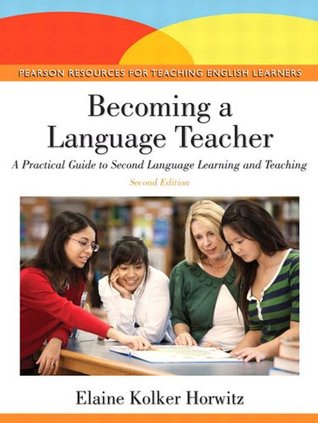 PEARSON RESOURCES FOR TEACHING ENGLISH LEARNERS
Becoming a
Language Teacher
A Practical Guide to Second Language Learning and Teaching
Second Edition
Elaine Kolker Horwitz